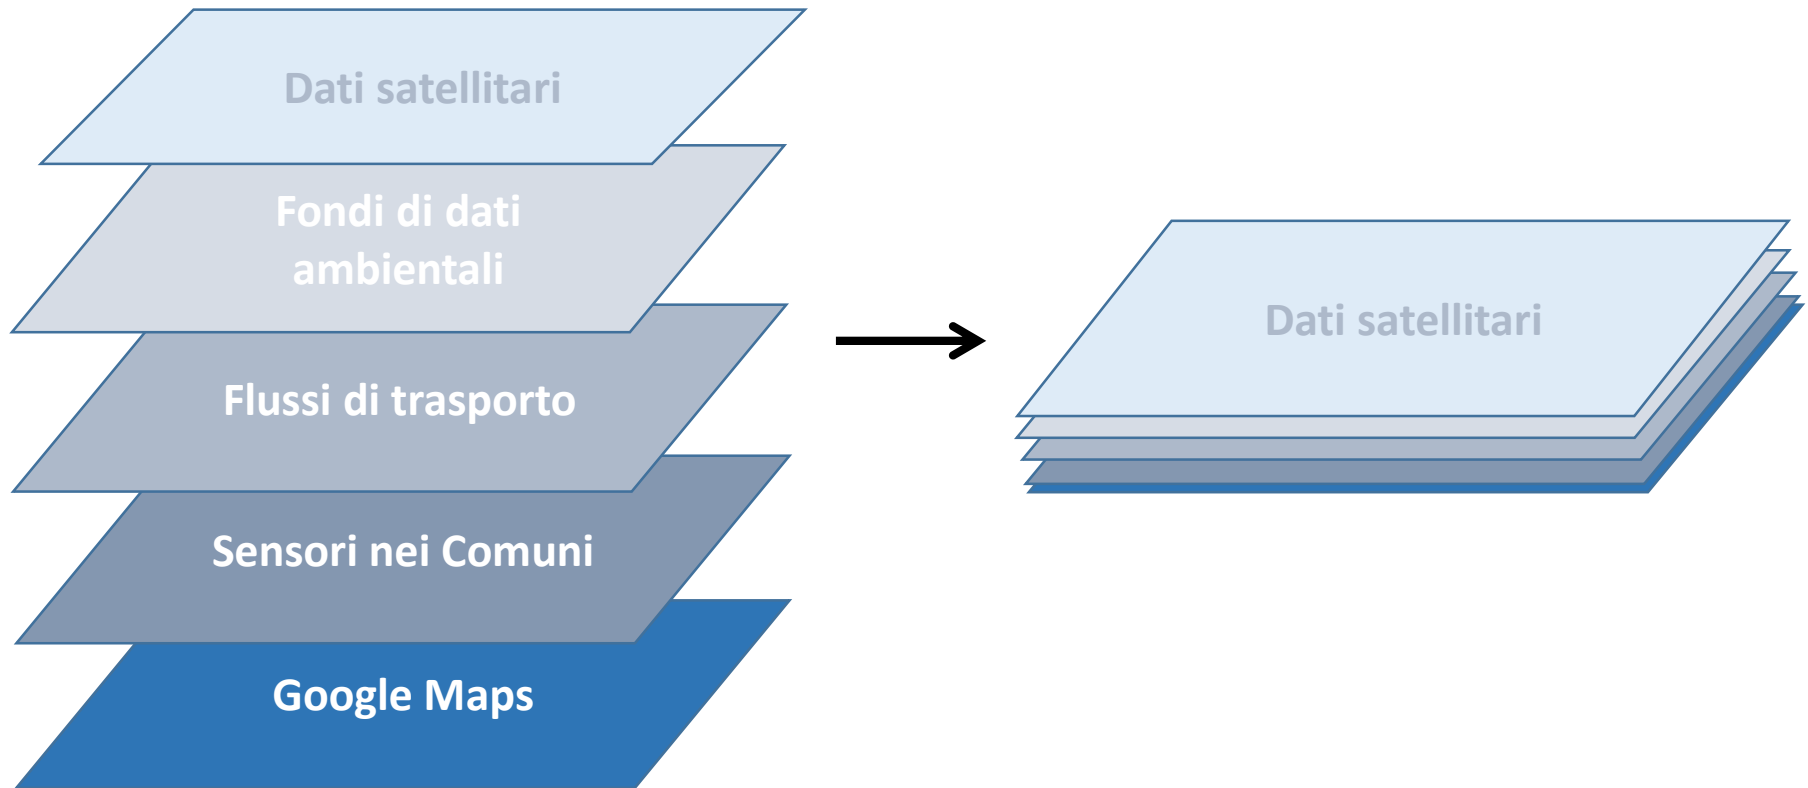 Dati satellitari
Fondi di dati
ambientali
Flussi di trasporto
Sensori nei Comuni
Google Maps
Dati satellitari